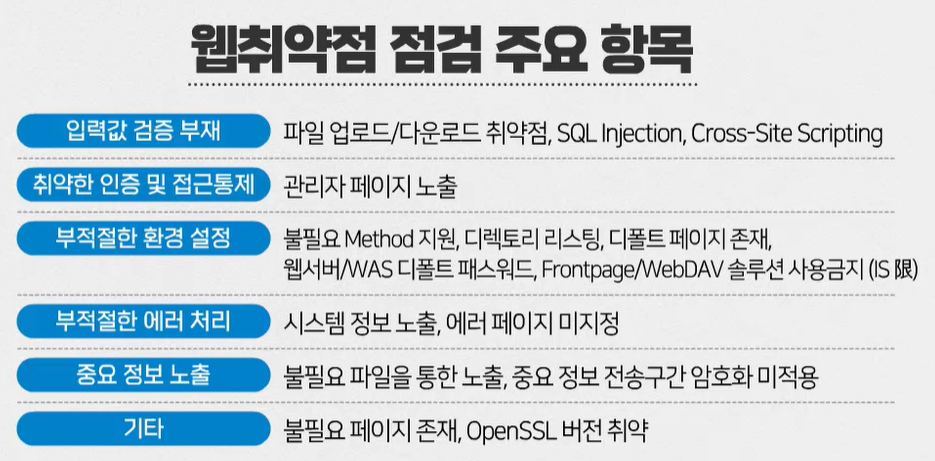 웹취약점 점검 주요 항목
입력값 검증 부재 파일 업로드/다운로드 취약점, SQL Injection, Cross-Site Scripting
취약한 인증 및 접근통제 관리자 페이지 노출
부적절한 환경 설정 불필요 Method 지원, 디렉토리 리스팅, 디폴트 페이지 존재,
웹서버/WAS 디폴트 패스워드, Frontpage/WebDAV 솔루션 사용금지 (IS 限)
부적절한 에러 처리 시스템 정보 노출, 에러 페이지 미지정
중요 정보 노출 불필요 파일을 통한 노출, 중요 정보 전송구간 암호화 미적용
기타 불필요 페이지 존재, OpenSSL 버전 취약